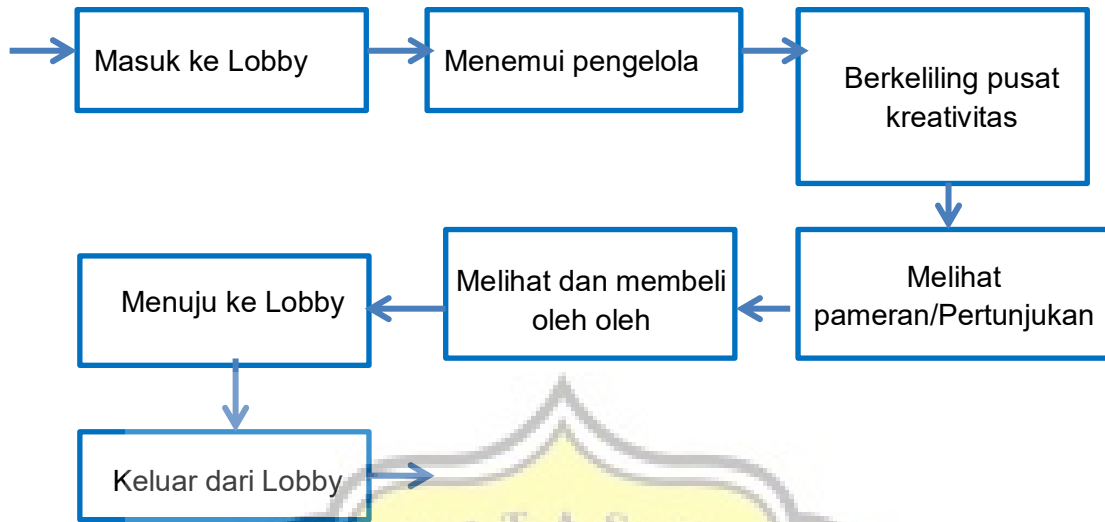 Masuk ke Lobby
Menemui pengelola
Berkeliling pusat
kreativitas
Melihat
pameran/Pertunjukan
Melihat dan membeli
oleh oleh
Menuju ke Lobby
Keluar dari Lobby